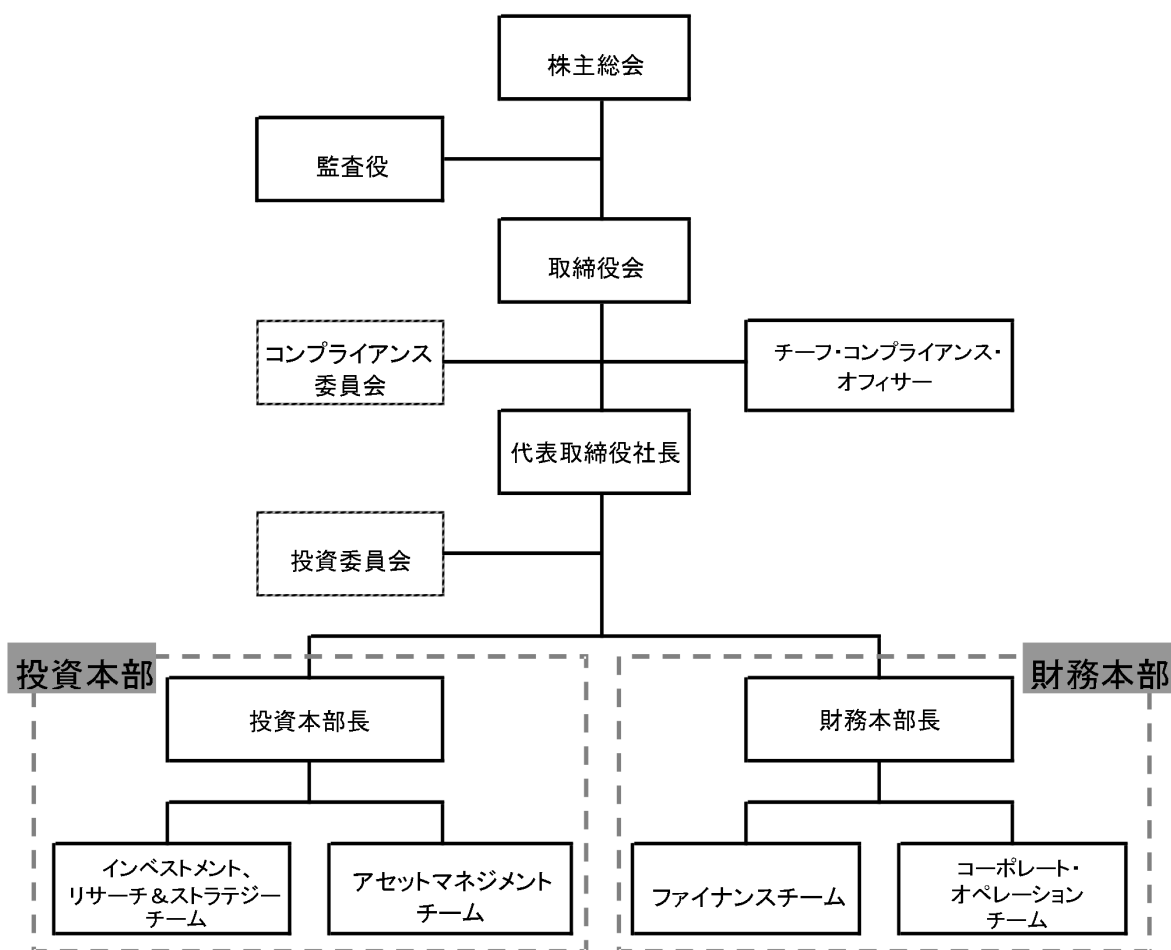 株主総会
監査役
取締役会
コンプライアンス
委員会
チーフ・コンプライアンス・
オフィサー
代表取締役社長
投資委員会
投資本部
財務本部
投資本部長
財務本部長
インベストメント、
リサーチ&ストラテジー
チーム
アセットマネジメント
チーム
ファイナンスチーム
コーポレート・
オペレーション
チーム